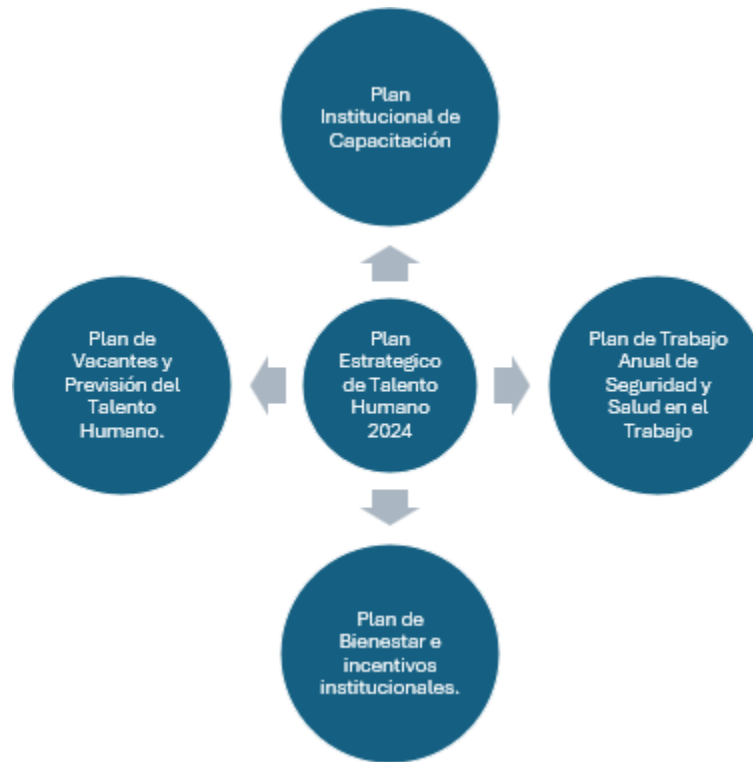 Plan
Institucional de
Capacitación
Plan de
Vacantes y
Previsión del
Talento
Humano.
Plan
Estrategico
de Talento
Humano
2024
Plan de Trabajo
Anual de
Seguridad y
Salud en el
Trabajo
Plan de
Bienestar e
incentivos
institucionales.